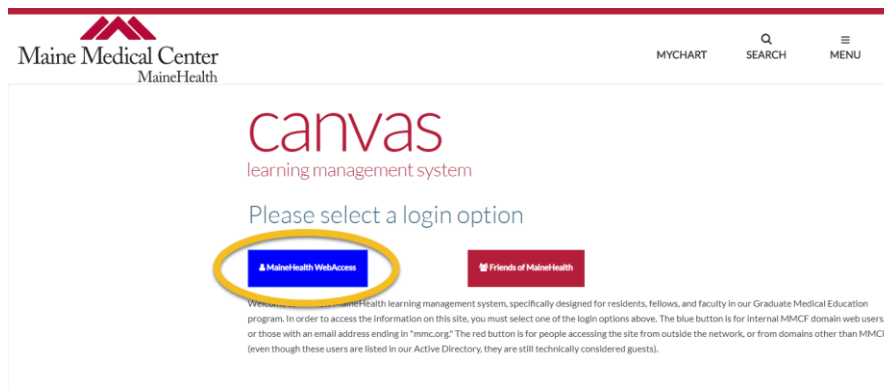 Maine Medical Center
MaineHealth
MYCHART
SEARCH
MENU
canvas
learning management system
Please select a login option
MaineHealth WebAccess
Friends of MaineHealth
MaineHealth learning management system, specifically designed for residents, fellows, and faculty in our Graduate Medical Education
program. In order to access the information on this site, you must select one of the login options above. The blue button is for internal MMCF domain web users,
or those with an email address ending in "mmc.org." The red button is for people accessing the site from outside the network, or from domains other than MMCF
(even though these users are listed in our Active Directory, they are still technically considered guests).